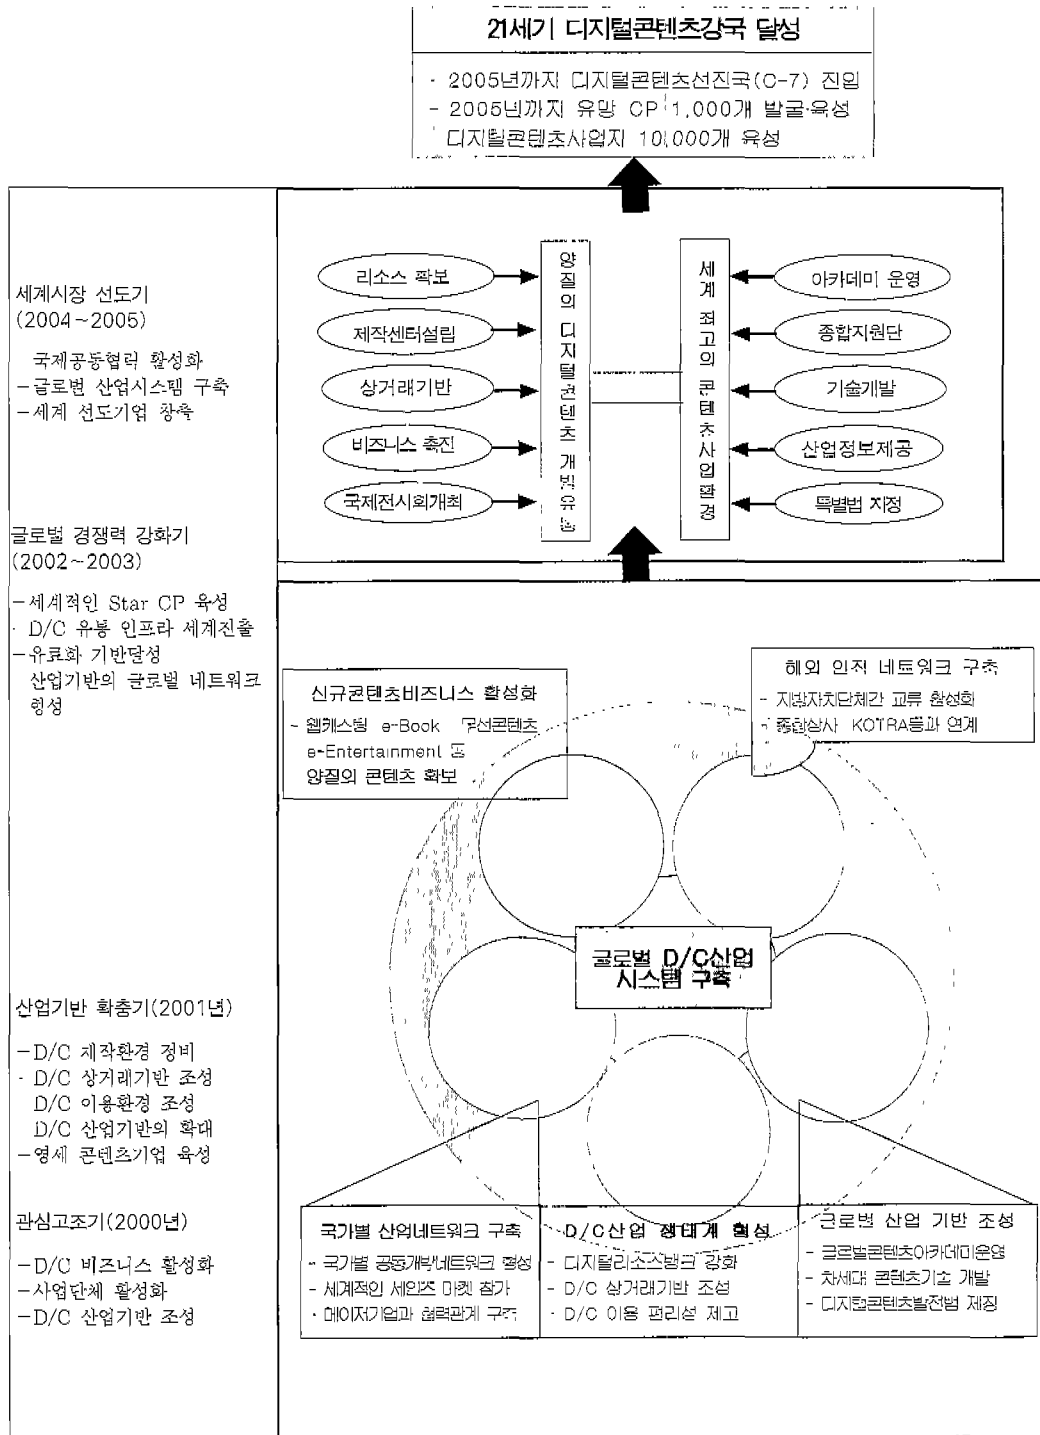 21세기 디지털콘텐츠강국 달성
- 2005년까지 디지털콘텐츠선진국(C-7) 진입
- 2005년까지 유망 CP 1,000개 발굴·육성
디지털콘텐츠사업자 10,000개 육성
세계시장 선도기
(2004~2005)
국제공동협력 활성화
-글로벌 산업시스템 구축
-세계 선도기업 창출
글로벌 경쟁력 강화기
(2002~2003)
-세계적인 Star CP 육성
· D/C 유통 인프라 세계진출
-유료화 기반달성
산업기반의 글로벌 네트워크
형성
산업기반 확충기(2001년)
-D/C 제작환경 정비
· D/C 상거래기반 조성
D/C 이용환경 조성
D/C 산업기반의 확대
-영세 콘텐츠기업 육성
관심고조기(2000년)
-D/C 비즈니스 활성화
-사업단체 활성화
-D/C 산업기반 조성
리소스 확보
제작센터설립
상거래기반
비즈니스 촉진
국제전시회개최
양질의 디지털컨텐츠 개발유통
세계 최고의 콘텐츠사업환경
아카데미 운영
종합지원단
기술개발
산업정보제공
특별법 제정
신규콘텐츠비즈니스 활성화
- 웹캐스팅 e-Book 무선콘텐츠
e-Entertainment 등
양질의 콘텐츠 확보
해외 인적 네트워크 구축
- 지방자치단체간 교류 활성화
- 종합상사 KOTRA등과 연계
글로벌 D/C산업
시스템 구축
국가별 산업네트워크 구축
- 국가별 공동개발네트워크 형성
- 세계적인 세일즈 마켓 참가
· 메이저기업과 협력관계 구축
D/C산업 생태계 형성
- 디지털리소스뱅크 강화
- D/C 상거래기반 조성
· D/C 이용 편리성 제고
글로벌 산업 기반 조성
- 글로벌콘텐츠아카데미운영
- 차세대 콘텐츠기술 개발
- 디지털콘텐츠발전법 제정